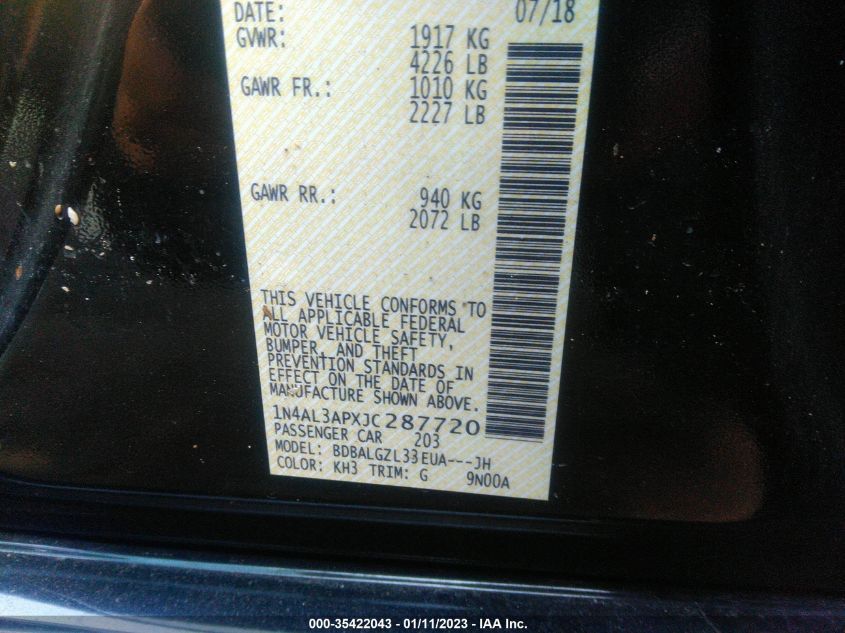 DATE: 07/18
GVWR: 1917 KG
4226 LB
GAWR FR.: 1010 KG
2227 LB
GAWR RR.: 940 KG
2072 LB
THIS VEHICLE CONFORMS TO
ALL APPLICABLE FEDERAL
MOTOR VEHICLE SAFETY,
BUMPER, AND THEFT
PREVENTION STANDARDS IN
EFFECT ON THE DATE OF
MANUFACTURE SHOWN ABOVE.
1N4AL3APXJC287720
PASSENGER CAR 203
MODEL: BDBALGZL33EUA---JH
COLOR: KH3 TRIM: G 9N00A
000-35422043 - 01/11/2023 - IAA Inc.